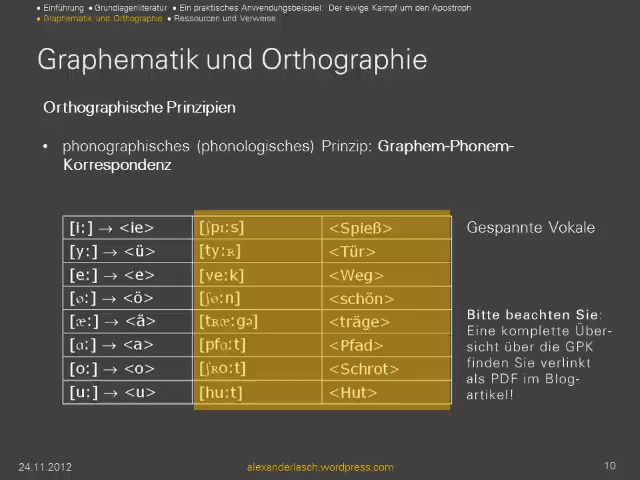 • Einführung • Grundlagenliteratur • Ein praktisches Anwendungsbeispiel: Der ewige Kampf um den Apostroph
• Graphematik und Orthographie • Ressourcen und Verweise
Graphematik und Orthographie
Orthographische Prinzipien
• phonographisches (phonologisches) Prinzip: Graphem-Phonem-
Korrespondenz
[iː] → <ie> [ʃpɪːs] <Spieß> Gespannte Vokale
[yː] → <ü> [tyːʀ] <Tür>
[eː] → <e> [veːk] <Weg>
[øː] → <ö> [ʃøːn] <schön>
[æː] → <ä> [tʀæːgə] <träge>
[ɑː] → <a> [pfɑːt] <Pfad>
[oː] → <o> [ʃʀoːt] <Schrot>
[uː] → <u> [huːt] <Hut>
Bitte beachten Sie:
Eine komplette Über-
sicht über die GPK
finden Sie verlinkt
als PDF im Blog-
artikel!
24.11.2012 alexanderlasch.wordpress.com 10